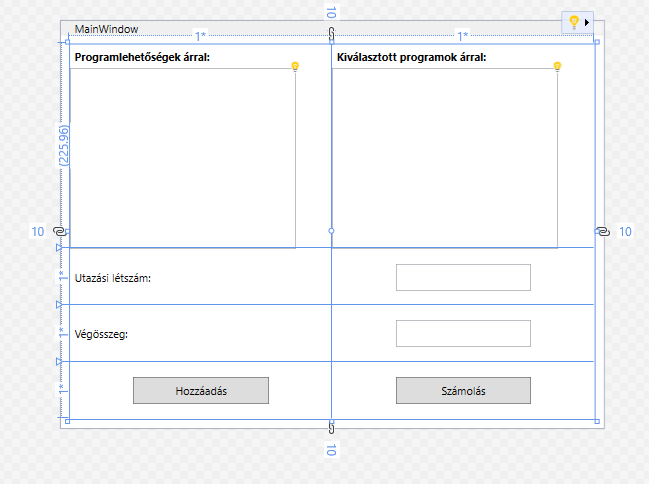 10
MainWindow
1* 1*
Programlehetőségek árral: Kiválasztott programok árral:
(225.96)
10 10
1* Utazási létszám:
1* Végösszeg:
1* Hozzáadás Számolás
10